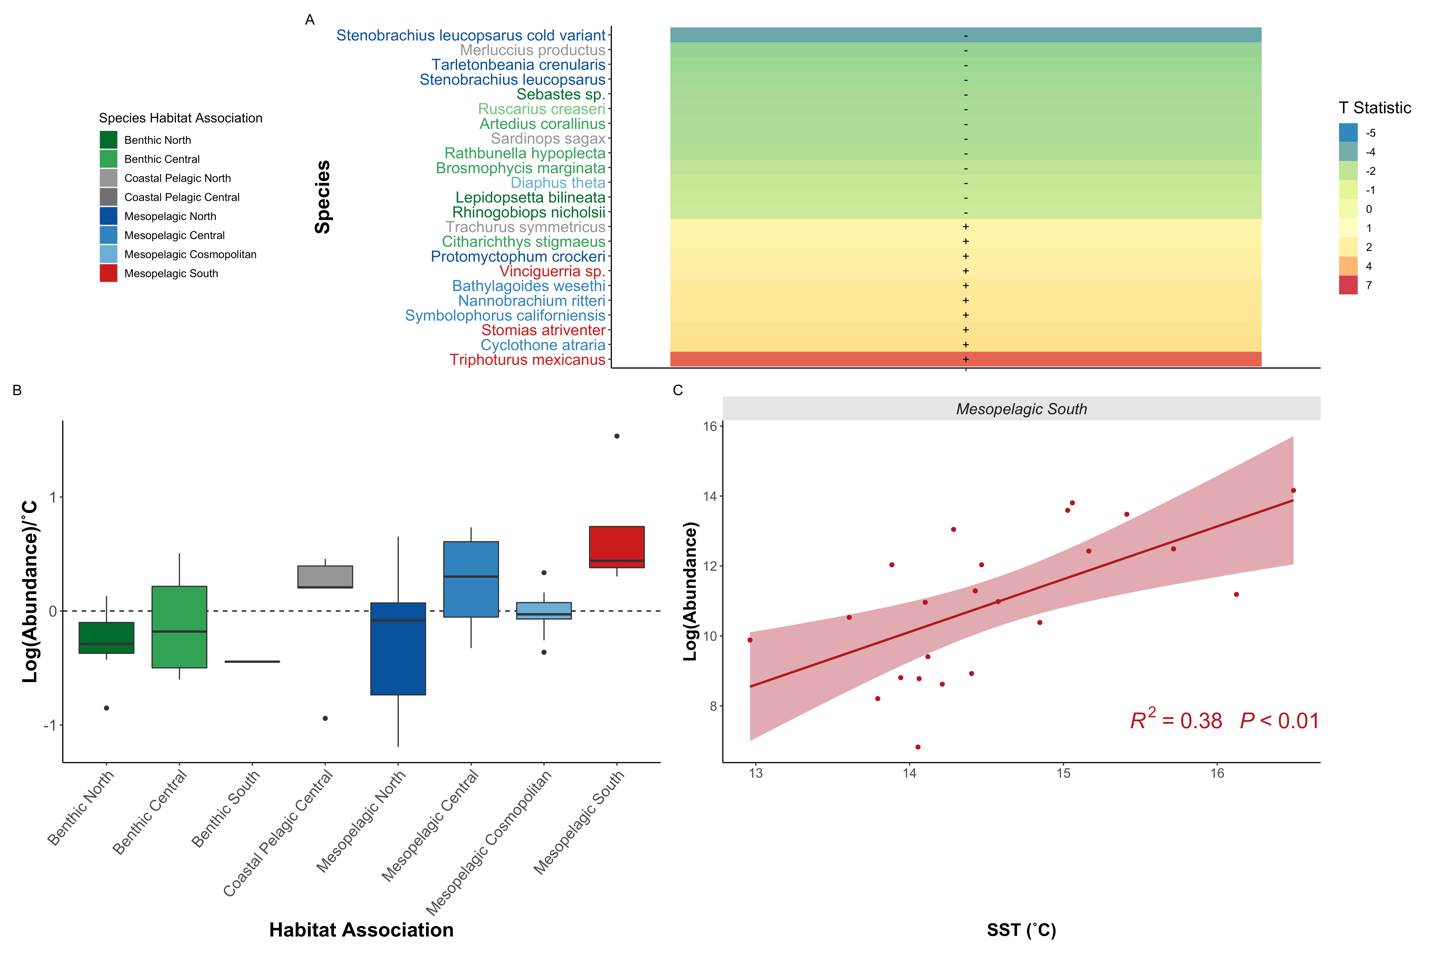 A
Species Habitat Association
Benthic North
Benthic Central
Coastal Pelagic North
Coastal Pelagic Central
Mesopelagic North
Mesopelagic Central
Mesopelagic Cosmopolitan
Mesopelagic South
Species
Stenobrachius leucopsarus cold variant -
Merluccius productus -
Tarletonbeania crenularis -
Stenobrachius leucopsarus -
Sebastes sp. -
Ruscarius creaseri -
Artedius corallinus -
Sardinops sagax -
Rathbunella hypoplecta -
Brosmophycis marginata -
Diaphus theta -
Lepidopsetta bilineata -
Rhinogobiops nicholsii -
Trachurus symmetricus +
Citharichthys stigmaeus +
Protomyctophum crockeri +
Vinciguerria sp. +
Bathylagoides wesethi +
Nannobrachium ritteri +
Symbolophorus californiensis +
Stomias atriventer +
Cyclothone atraria +
Triphoturus mexicanus +
T Statistic
-5
-4
-2
-1
0
1
2
4
7
B
Log(Abundance)/˚C
1
0
-1
Benthic North
Benthic Central
Benthic South
Coastal Pelagic Central
Mesopelagic North
Mesopelagic Central
Mesopelagic Cosmopolitan
Mesopelagic South
Habitat Association
C
Mesopelagic South
Log(Abundance)
16
14
12
10
8
R² = 0.38 P < 0.01
13
14
15
16
SST (˚C)